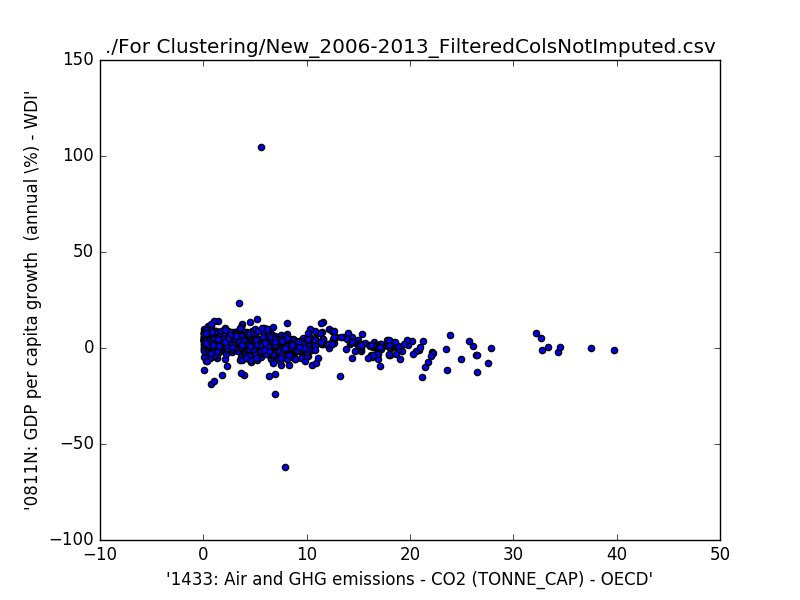 ./For Clustering/New_2006-2013_FilteredColsNotImputed.csv
150
100
50
0
−50
−100
−10 0 10 20 30 40 50
'0811N: GDP per capita growth  (annual \%) - WDI'
'1433: Air and GHG emissions - CO2 (TONNE_CAP) - OECD'